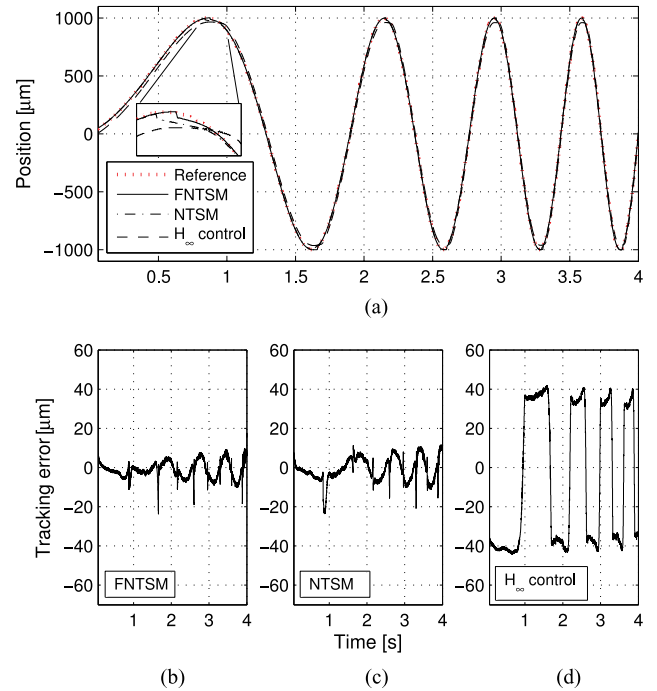 1000
500
0
−500
−1000
Position [μm]
Reference
FNTSM
NTSM
H∞ control
0.5 1 1.5 2 2.5 3 3.5 4
(a)
60 60 60
40 40 40
20 20 20
0 0 0
−20 −20 −20
−40 −40 −40
−60 −60 −60
Tracking error [μm]
FNTSM NTSM H∞ control
1 2 3 4 1 2 3 4 1 2 3 4
Time [s]
(b) (c) (d)